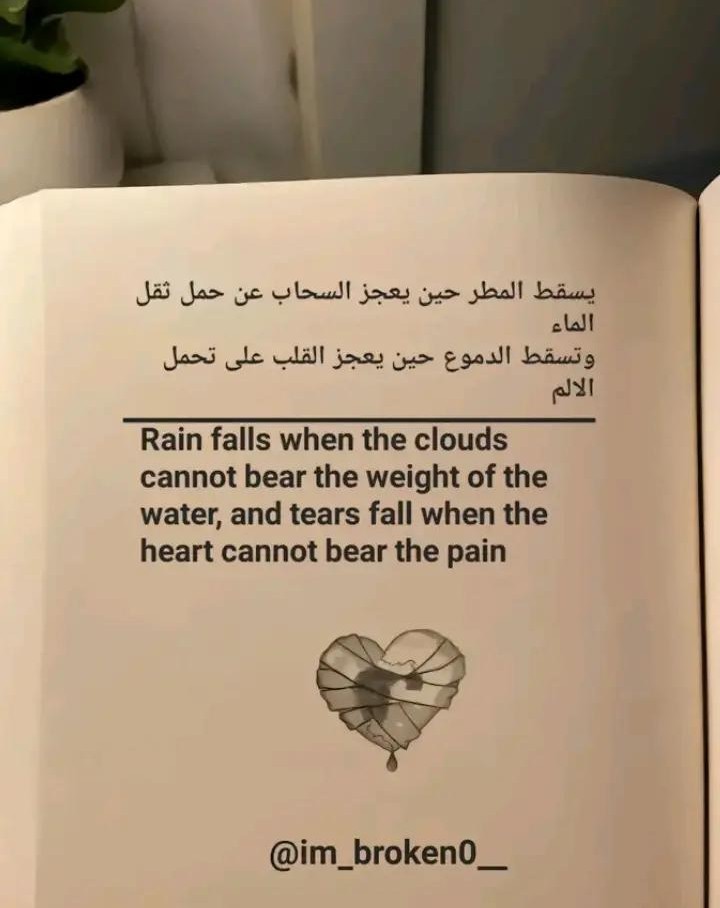 يسقط المطر حين يعجز السحاب عن حمل ثقل
الماء
وتسقط الدموع حين يعجز القلب على تحمل
الالم
Rain falls when the clouds
cannot bear the weight of the
water, and tears fall when the
heart cannot bear the pain
@im_broken0__